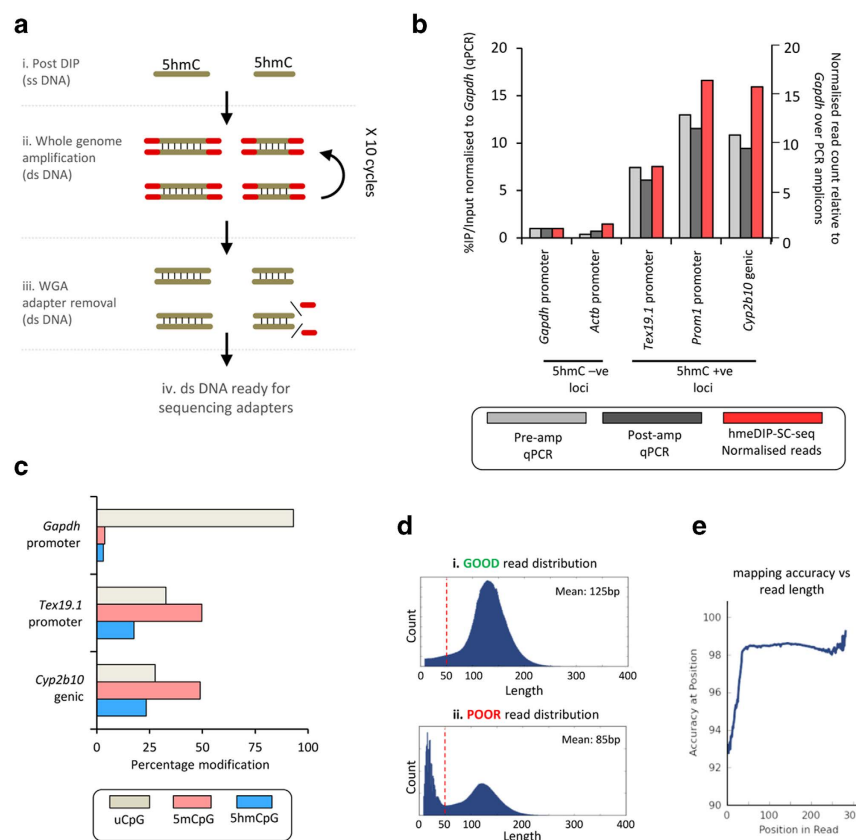 a
i. Post DIP
(ss DNA)
5hmC
5hmC
ii. Whole genome
amplification
(ds DNA)
X 10 cycles
iii. WGA
adapter removal
(ds DNA)
iv. ds DNA ready for
sequencing adapters
b
%IP/Input normalised to Gapdh (qPCR)
20
15
10
5
0
20
15
10
5
0
Normalised read count relative to
Gapdh over PCR amplicons
Gapdh promoter
Actb promoter
Tex19.1 promoter
Prom1 promoter
Cyp2b10 genic
5hmC –ve
loci
5hmC +ve
loci
Pre-amp
qPCR
Post-amp
qPCR
hmeDIP-SC-seq
Normalised reads
c
Gapdh
promoter
Tex19.1
promoter
Cyp2b10
genic
0 25 50 75 100
Percentage modification
uCpG
5mCpG
5hmCpG
d
i. GOOD read distribution
Mean: 125bp
Count
0 50 100 200 300 400
Length
ii. POOR read distribution
Mean: 85bp
Count
0 50 100 200 300 400
Length
e
mapping accuracy vs
read length
Accuracy at Position
100
98
96
94
92
90
0 100 200 28
Position in Read